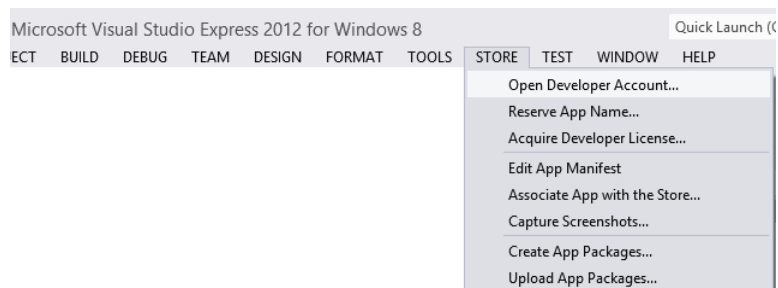 Microsoft Visual Studio Express 2012 for Windows 8 Quick Launch (
ECT BUILD DEBUG TEAM DESIGN FORMAT TOOLS STORE TEST WINDOW HELP
Open Developer Account...
Reserve App Name...
Acquire Developer License...
Edit App Manifest
Associate App with the Store...
Capture Screenshots...
Create App Packages...
Upload App Packages...